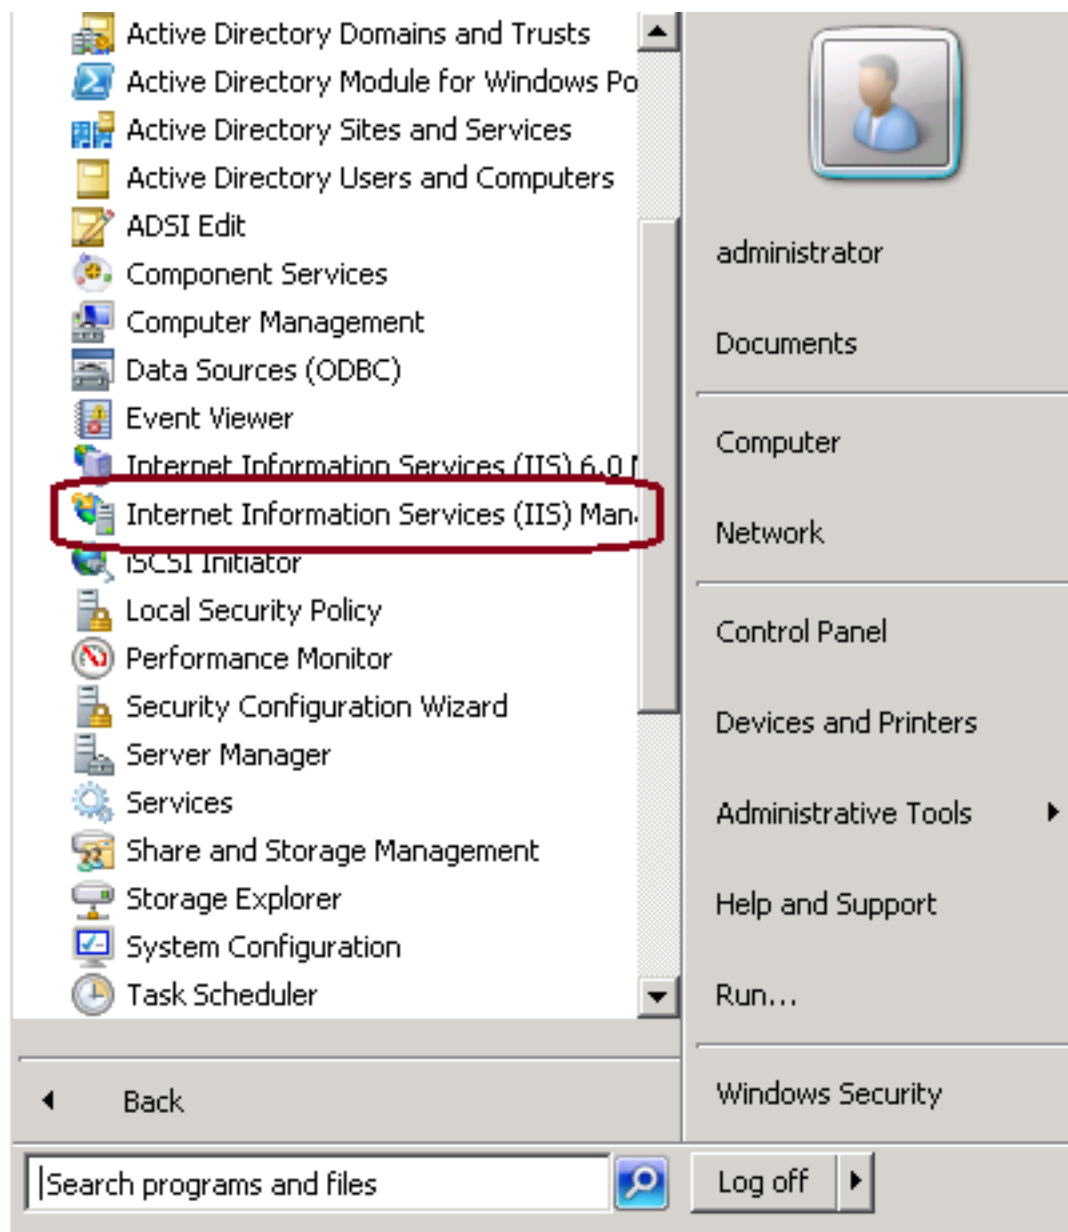 Active Directory Domains and Trusts
Active Directory Module for Windows Po
Active Directory Sites and Services
Active Directory Users and Computers
ADSI Edit
Component Services
Computer Management
Data Sources (ODBC)
Event Viewer
Internet Information Services (IIS) 6.0
Internet Information Services (IIS) Man
iSCSI Initiator
Local Security Policy
Performance Monitor
Security Configuration Wizard
Server Manager
Services
Share and Storage Management
Storage Explorer
System Configuration
Task Scheduler
Back
Search programs and files
administrator
Documents
Computer
Network
Control Panel
Devices and Printers
Administrative Tools
Help and Support
Run...
Windows Security
Log off